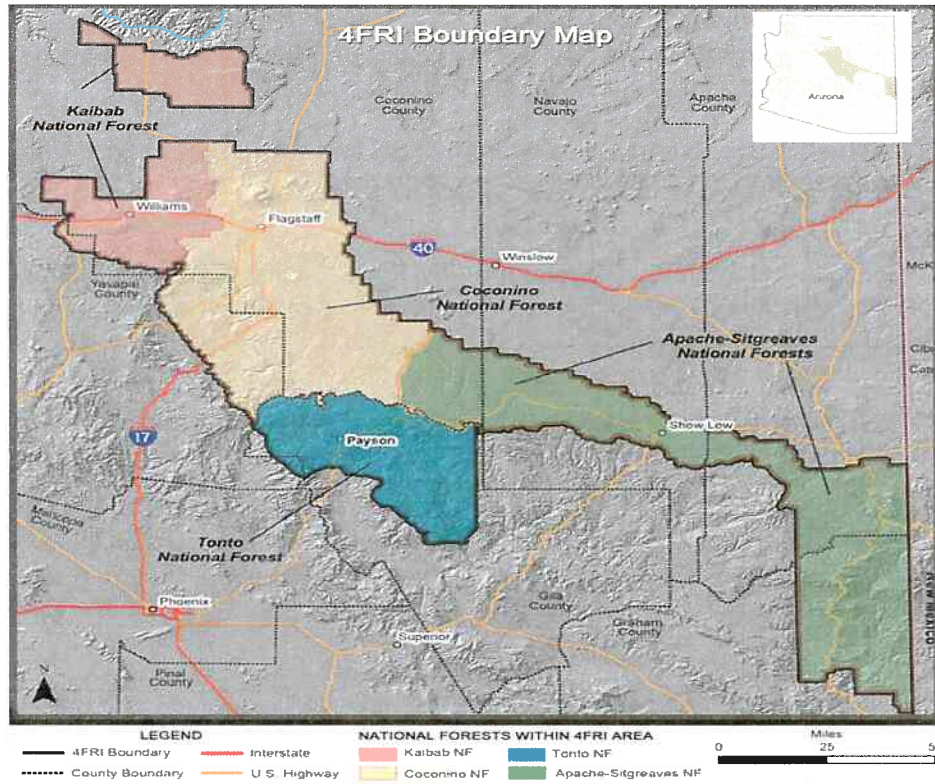 4FRI Boundary Map
Arizona
Kaibab
National Forest
Coconino
County
Navajo
County
Apache
County
Williams
Flagstaff
40
Winslow
Yavapai
County
Coconino
National Forest
Apache-Sitgreaves
National Forests
Show Low
Payson
17
Maricopa
County
Tonto
National Forest
Phoenix
Gila
County
Graham
County
Superior
Pinal
County
NEW MEXICO
N
LEGEND
4FRI Boundary
Interstate
County Boundary
U.S. Highway
NATIONAL FORESTS WITHIN 4FRI AREA
Kaibab NF
Tonto NF
Coconino NF
Apache-Sitgreaves NF
Miles
0 25